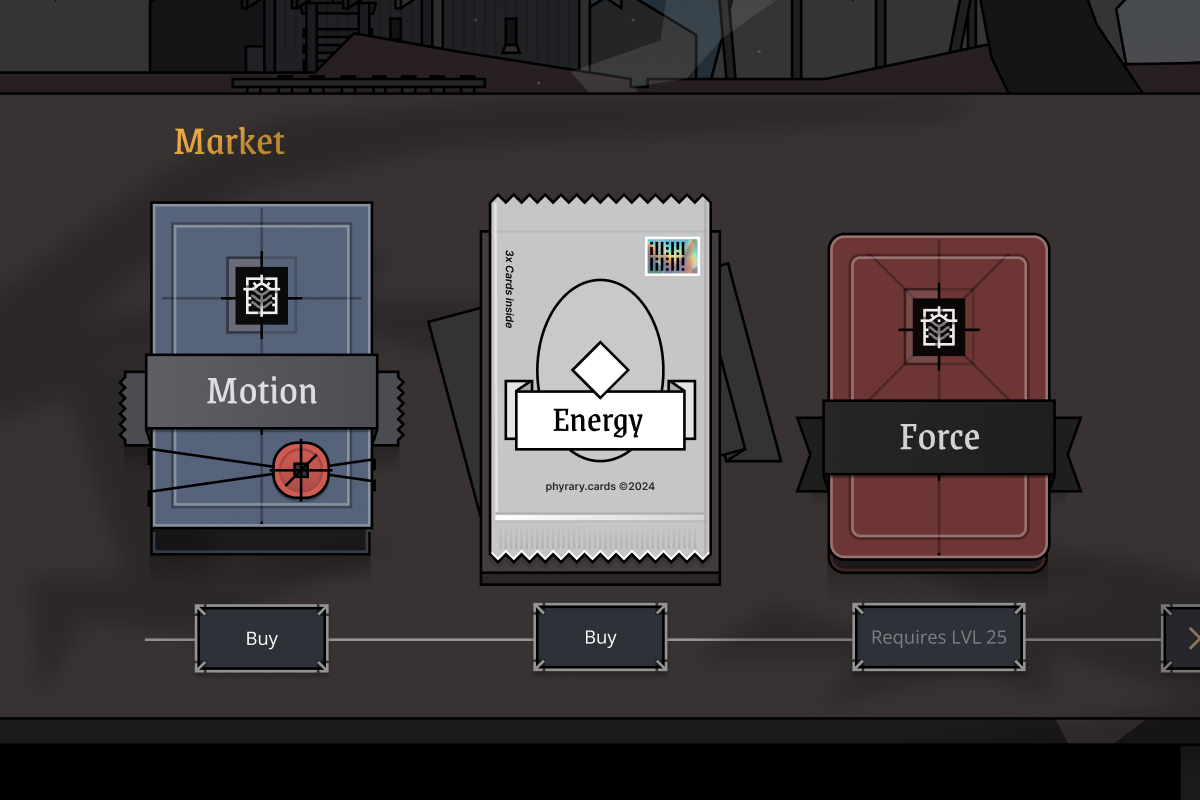 Market
Motion
3x Cards inside
Energy
phyrary.cards ©2024
Force
Buy
Buy
Requires LVL 25